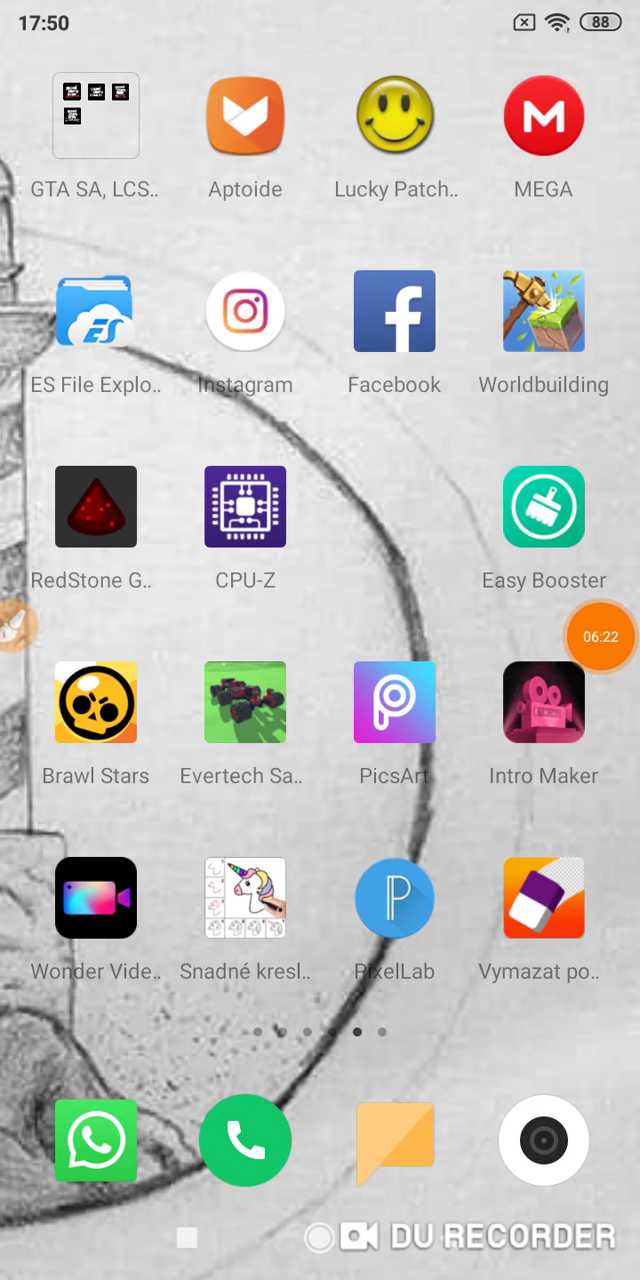 17:50
88
GTA SA, LCS..
Aptoide
Lucky Patch..
MEGA
ES File Explo..
Instagram
Facebook
Worldbuilding
RedStone G..
CPU-Z
Easy Booster
06:22
Brawl Stars
Evertech Sa..
PicsArt
Intro Maker
Wonder Vide..
Snadné kresl..
PixelLab
Vymazat po..
DU RECORDER